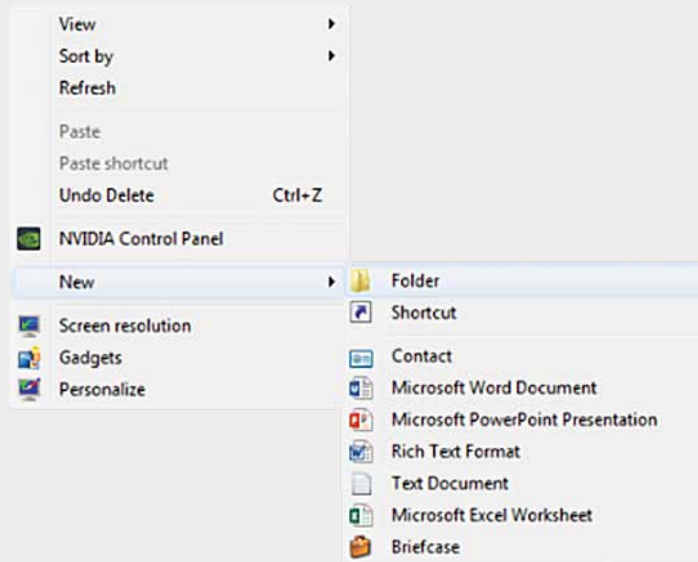 View
Sort by
Refresh
Paste
Paste shortcut
Undo Delete Ctrl+Z
NVIDIA Control Panel
New
Screen resolution
Gadgets
Personalize
Folder
Shortcut
Contact
Microsoft Word Document
Microsoft PowerPoint Presentation
Rich Text Format
Text Document
Microsoft Excel Worksheet
Briefcase